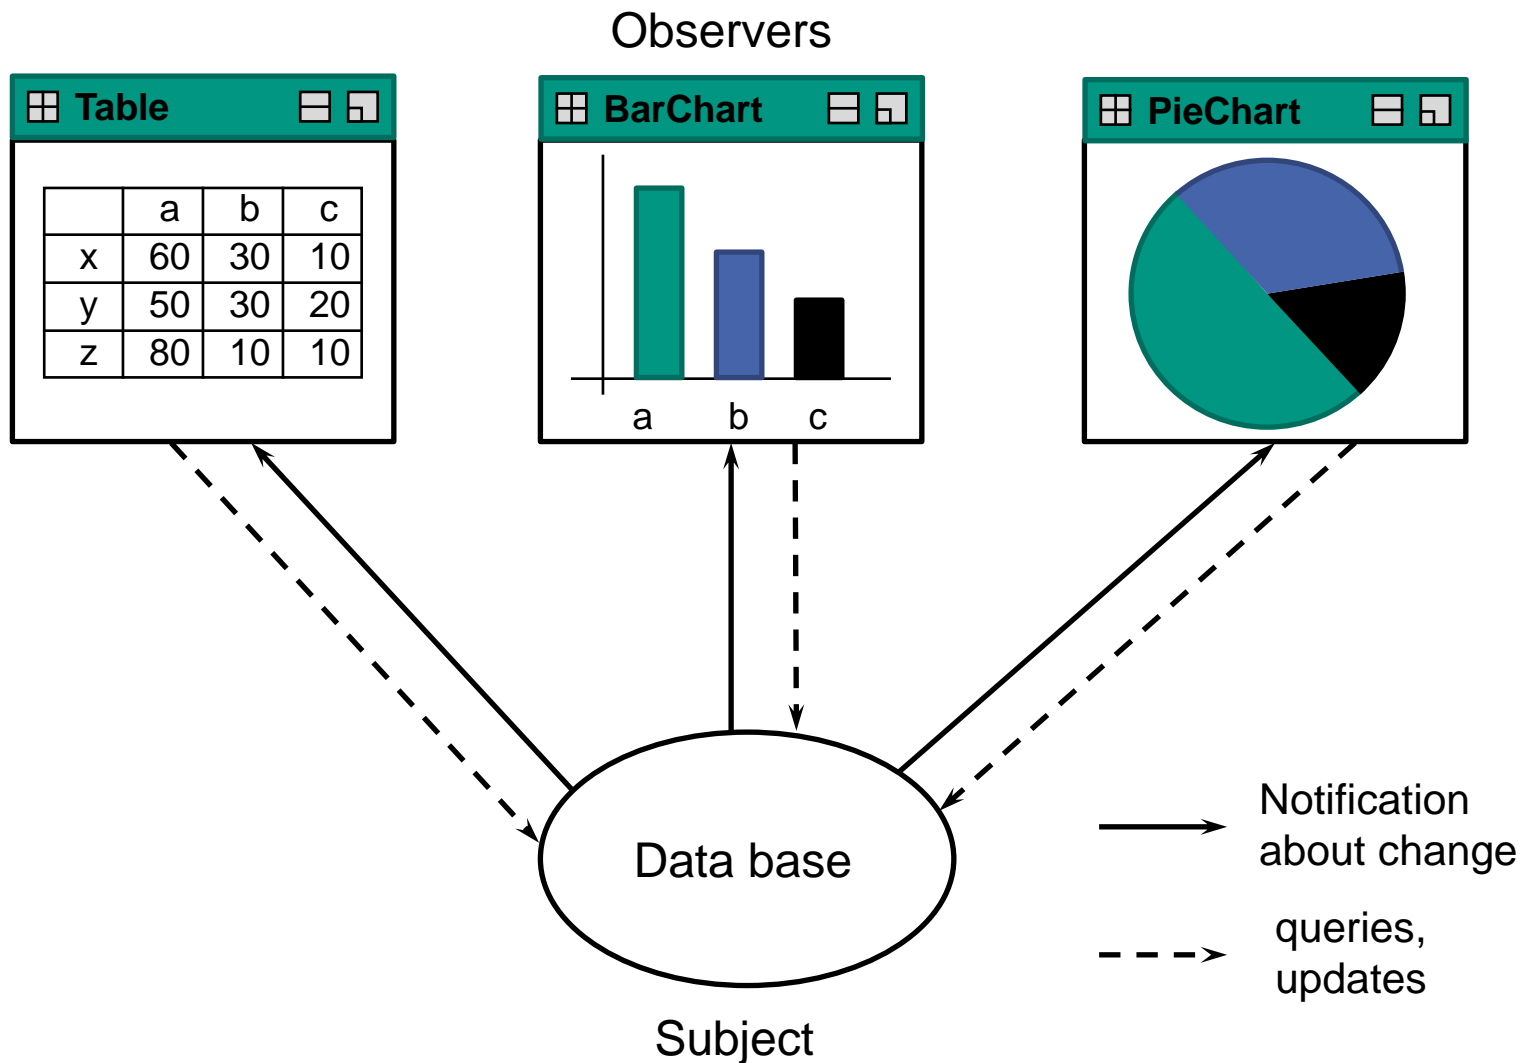 Observers
Table
a b c
x 60 30 10
y 50 30 20
z 80 10 10
BarChart
a b c
PieChart
Data base
Subject
Notification
about change
queries,
updates